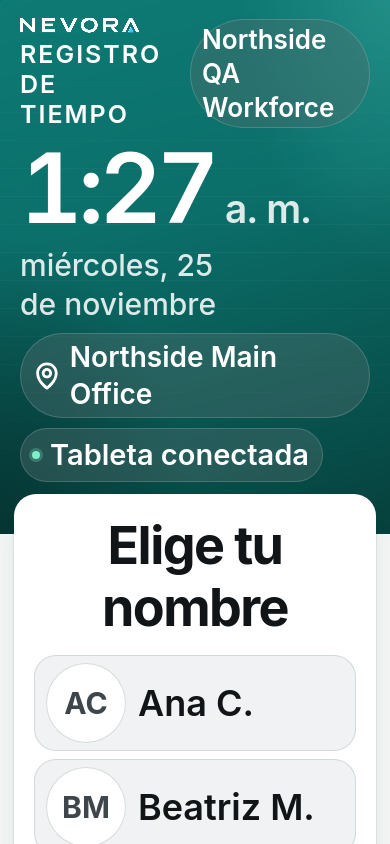 NEVORA
REGISTRO
DE
TIEMPO
Northside
QA
Workforce
1:27 a. m.
miércoles, 25
de noviembre
Northside Main
Office
Tableta conectada
Elige tu
nombre
AC Ana C.
BM Beatriz M.